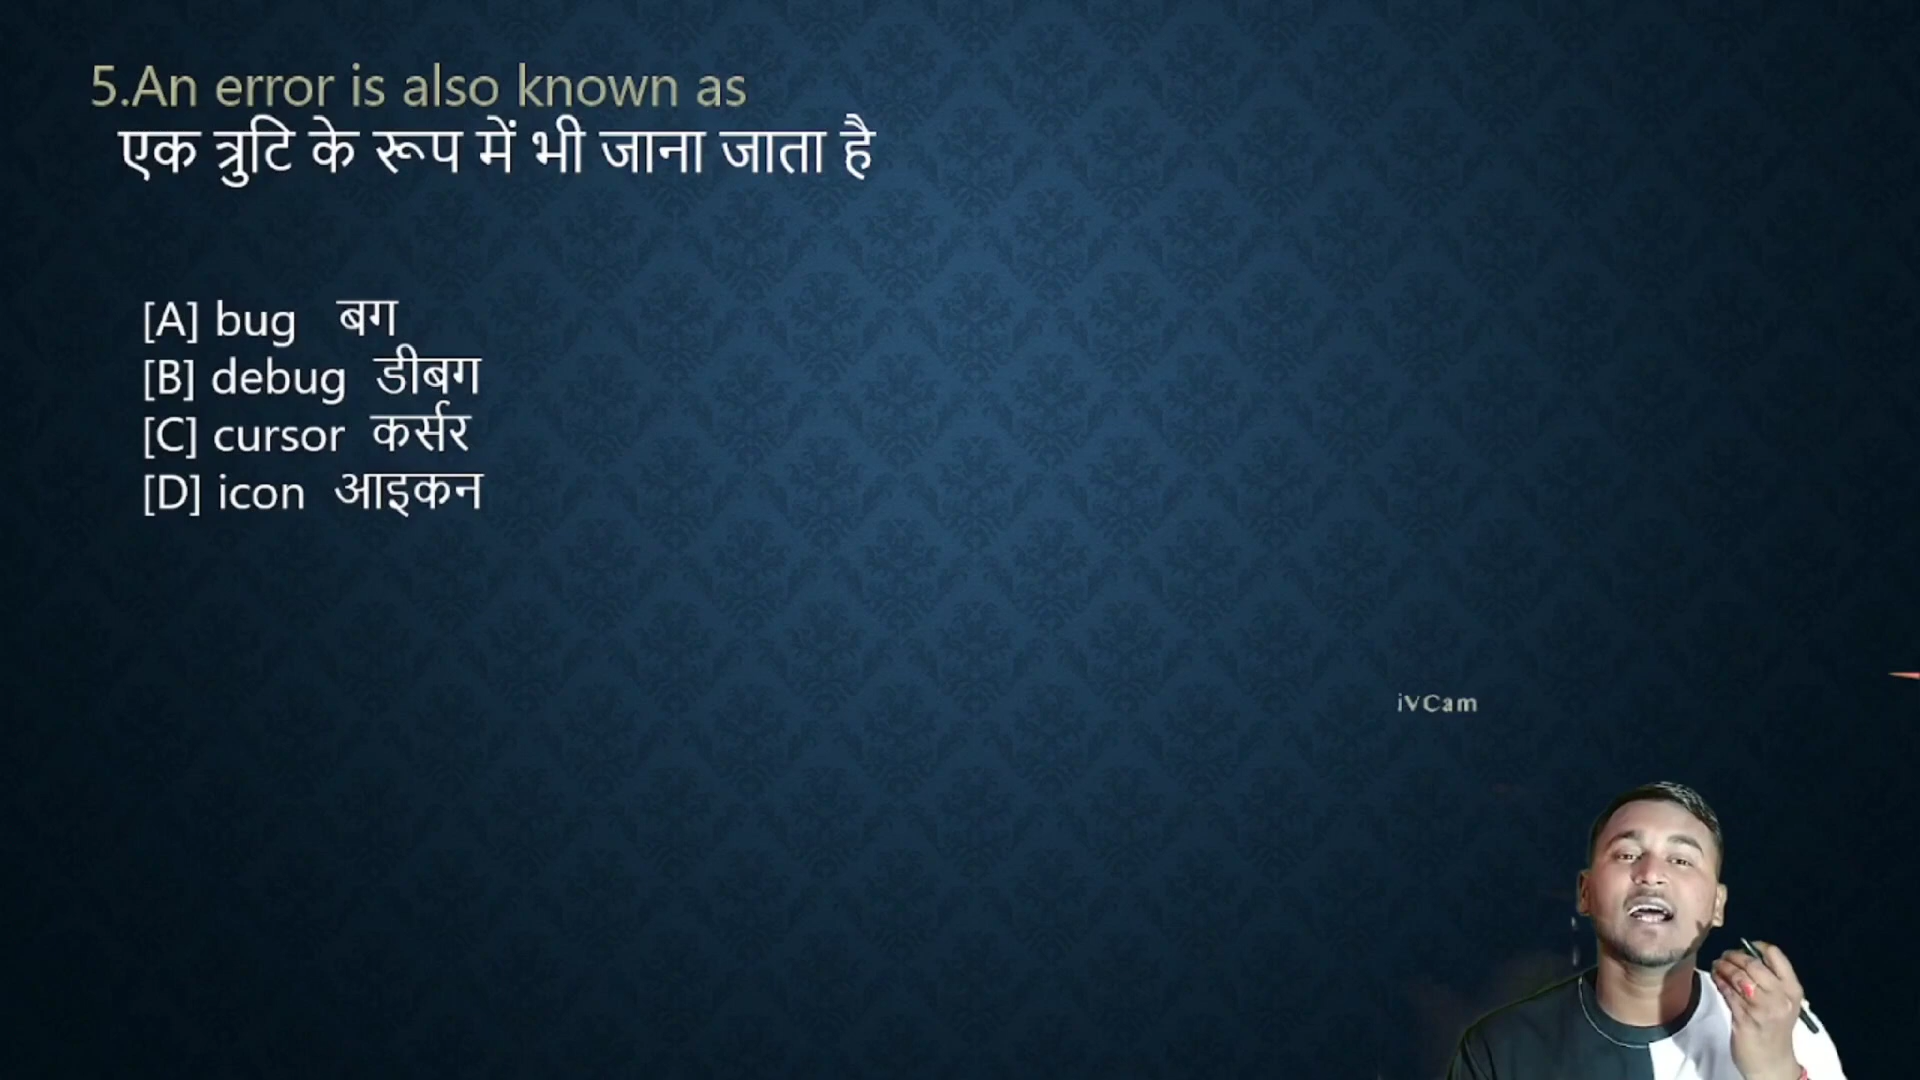 5.An error is also known as
एक त्रुटि के रूप में भी जाना जाता है
[A] bug बग
[B] debug डीबग
[C] cursor कर्सर
[D] icon आइकन
iVCam